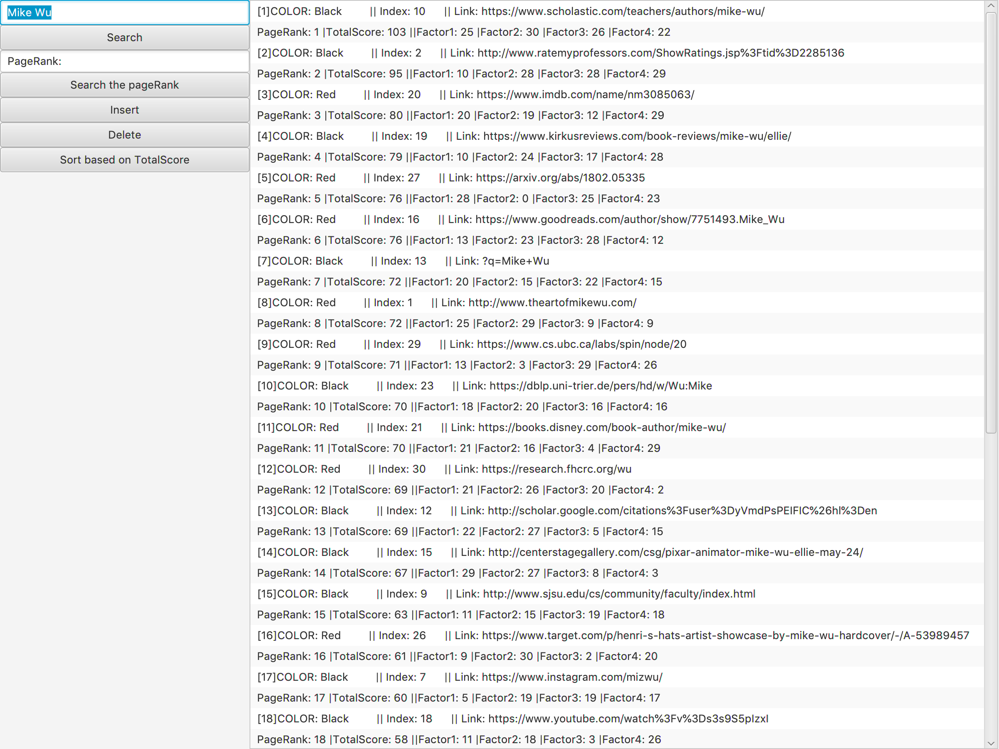 Mike Wu
Search
PageRank:
Search the pageRank
Insert
Delete
Sort based on TotalScore
[1]COLOR: Black || Index: 10 || Link: https://www.scholastic.com/teachers/authors/mike-wu/
PageRank: 1 |TotalScore: 103 ||Factor1: 25 |Factor2: 30 |Factor3: 26 |Factor4: 22
[2]COLOR: Black || Index: 2 || Link: http://www.ratemyprofessors.com/ShowRatings.jsp%3Ftid%3D2285136
PageRank: 2 |TotalScore: 95 ||Factor1: 10 |Factor2: 28 |Factor3: 28 |Factor4: 29
[3]COLOR: Red || Index: 20 || Link: https://www.imdb.com/name/nm3085063/
PageRank: 3 |TotalScore: 80 ||Factor1: 20 |Factor2: 19 |Factor3: 12 |Factor4: 29
[4]COLOR: Black || Index: 19 || Link: https://www.kirkusreviews.com/book-reviews/mike-wu/ellie/
PageRank: 4 |TotalScore: 79 ||Factor1: 10 |Factor2: 24 |Factor3: 17 |Factor4: 28
[5]COLOR: Red || Index: 27 || Link: https://arxiv.org/abs/1802.05335
PageRank: 5 |TotalScore: 76 ||Factor1: 28 |Factor2: 0 |Factor3: 25 |Factor4: 23
[6]COLOR: Red || Index: 16 || Link: https://www.goodreads.com/author/show/7751493.Mike_Wu
PageRank: 6 |TotalScore: 76 ||Factor1: 13 |Factor2: 23 |Factor3: 28 |Factor4: 12
[7]COLOR: Black || Index: 13 || Link: ?q=Mike+Wu
PageRank: 7 |TotalScore: 72 ||Factor1: 20 |Factor2: 15 |Factor3: 22 |Factor4: 15
[8]COLOR: Red || Index: 1 || Link: http://www.theartofmikewu.com/
PageRank: 8 |TotalScore: 72 ||Factor1: 25 |Factor2: 29 |Factor3: 9 |Factor4: 9
[9]COLOR: Red || Index: 29 || Link: https://www.cs.ubc.ca/labs/spin/node/20
PageRank: 9 |TotalScore: 71 ||Factor1: 13 |Factor2: 3 |Factor3: 29 |Factor4: 26
[10]COLOR: Black || Index: 23 || Link: https://dblp.uni-trier.de/pers/hd/w/Wu:Mike
PageRank: 10 |TotalScore: 70 ||Factor1: 18 |Factor2: 20 |Factor3: 16 |Factor4: 16
[11]COLOR: Red || Index: 21 || Link: https://books.disney.com/book-author/mike-wu/
PageRank: 11 |TotalScore: 70 ||Factor1: 21 |Factor2: 16 |Factor3: 4 |Factor4: 29
[12]COLOR: Red || Index: 30 || Link: https://research.fhcrc.org/wu
PageRank: 12 |TotalScore: 69 ||Factor1: 21 |Factor2: 26 |Factor3: 20 |Factor4: 2
[13]COLOR: Black || Index: 12 || Link: http://scholar.google.com/citations%3Fuser%3DyVmdPsPEIFIC%26hl%3Den
PageRank: 13 |TotalScore: 69 ||Factor1: 22 |Factor2: 27 |Factor3: 5 |Factor4: 15
[14]COLOR: Black || Index: 15 || Link: http://centerstagegallery.com/csg/pixar-animator-mike-wu-ellie-may-24/
PageRank: 14 |TotalScore: 67 ||Factor1: 29 |Factor2: 27 |Factor3: 8 |Factor4: 3
[15]COLOR: Black || Index: 9 || Link: http://www.sjsu.edu/cs/community/faculty/index.html
PageRank: 15 |TotalScore: 63 ||Factor1: 11 |Factor2: 15 |Factor3: 19 |Factor4: 18
[16]COLOR: Red || Index: 26 || Link: https://www.target.com/p/henri-s-hats-artist-showcase-by-mike-wu-hardcover/-/A-53989457
PageRank: 16 |TotalScore: 61 ||Factor1: 9 |Factor2: 30 |Factor3: 2 |Factor4: 20
[17]COLOR: Black || Index: 7 || Link: https://www.instagram.com/mizwu/
PageRank: 17 |TotalScore: 60 ||Factor1: 5 |Factor2: 19 |Factor3: 19 |Factor4: 17
[18]COLOR: Black || Index: 18 || Link: https://www.youtube.com/watch%3Fv%3Ds3s9S5pIzxI
PageRank: 18 |TotalScore: 58 ||Factor1: 11 |Factor2: 18 |Factor3: 3 |Factor4: 26